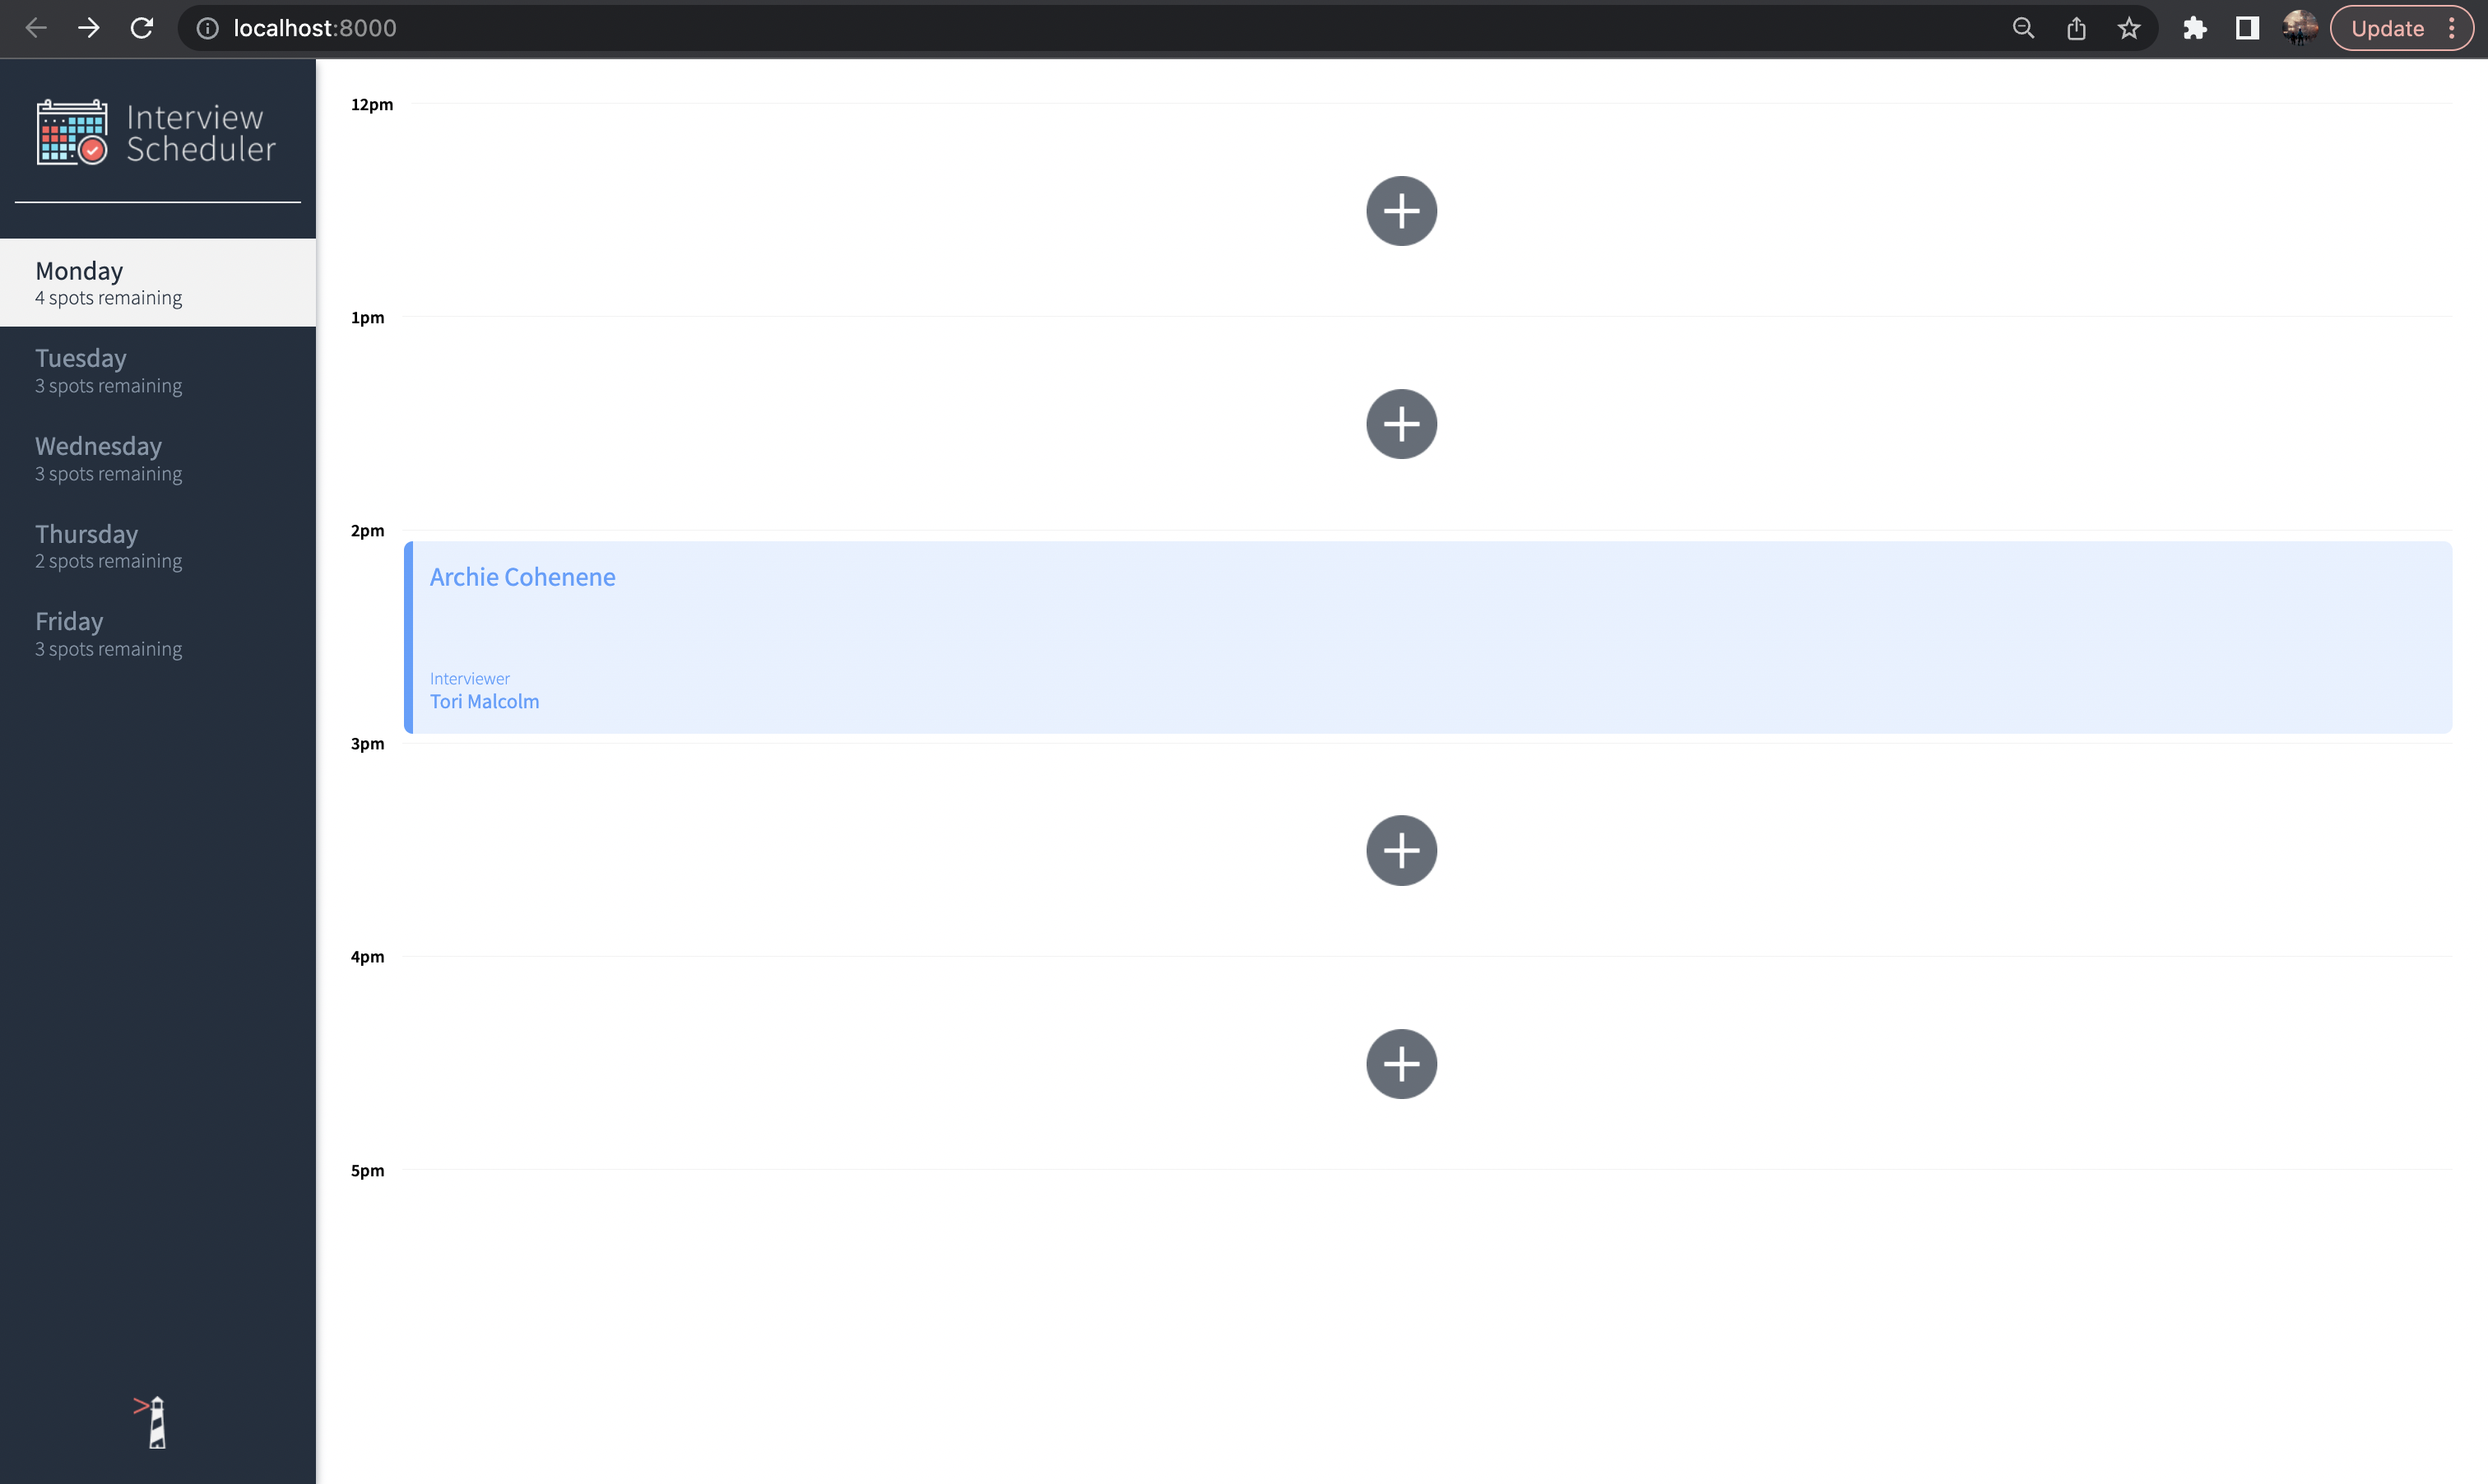 localhost:8000
Update
Interview
Scheduler
Monday
4 spots remaining
Tuesday
3 spots remaining
Wednesday
3 spots remaining
Thursday
2 spots remaining
Friday
3 spots remaining
12pm
1pm
2pm
Archie Cohenene
Interviewer
Tori Malcolm
3pm
4pm
5pm